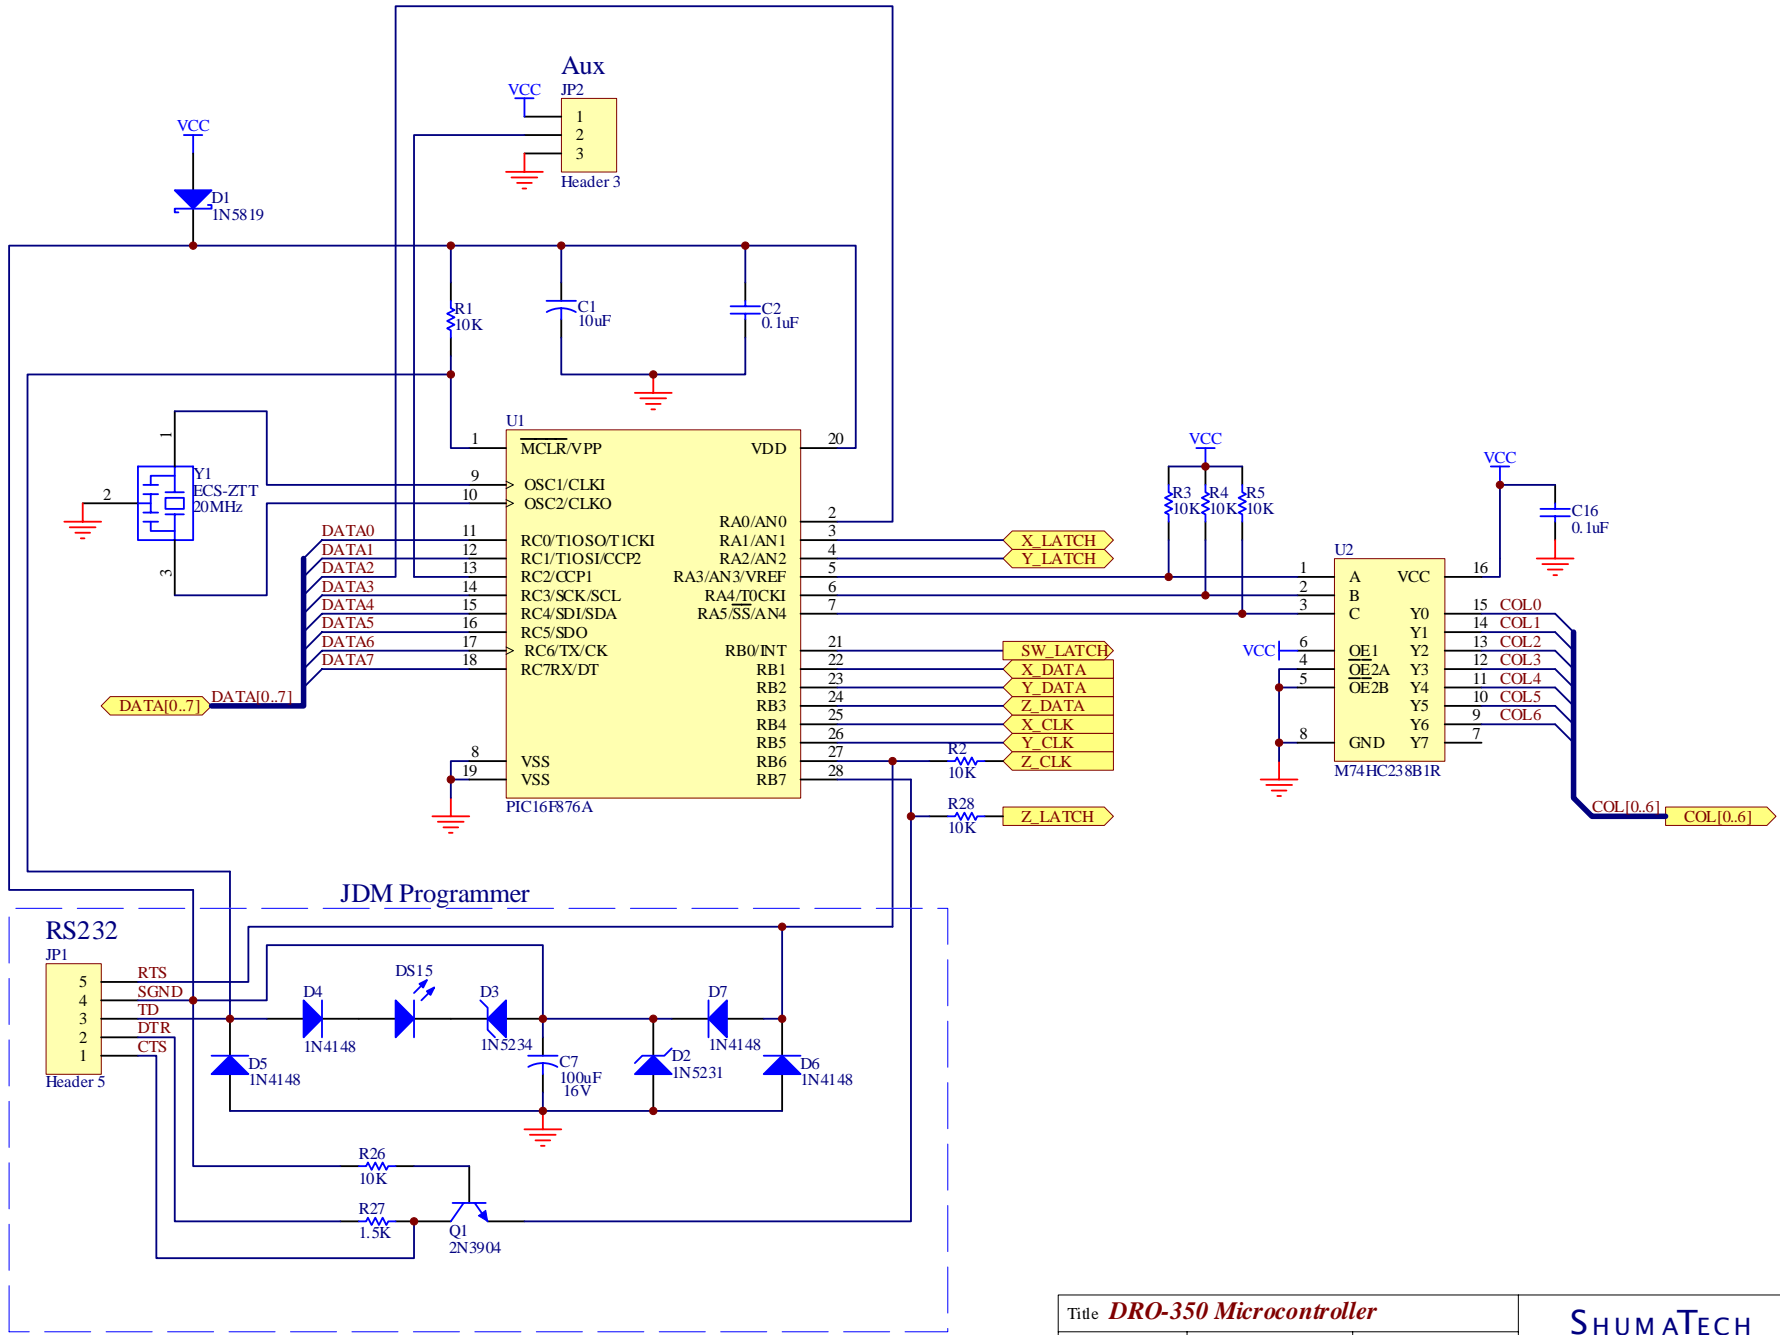 Aux
VCC
JP2
1
2
3
Header 3
VCC
D1
1N5819
R1
10K
C1
10uF
C2
0.1uF
U1
1
MCLR/VPP
VDD
20
9
OSC1/CLKI
10
OSC2/CLKO
1
2
3
Y1
ECS-ZTT
20MHz
RA0/AN0
2
DATA0
11
RC0/T1OSO/T1CKI
RA1/AN1
3
X_LATCH
DATA1
12
RC1/T1OSI/CCP2
RA2/AN2
4
Y_LATCH
DATA2
13
RC2/CCP1
RA3/AN3/VREF
5
DATA3
14
RC3/SCK/SCL
RA4/T0CKI
6
DATA4
15
RC4/SDI/SDA
RA5/SS/AN4
7
DATA5
16
RC5/SDO
DATA6
17
RC6/TX/CK
RB0/INT
21
SW_LATCH
DATA7
18
RC7RX/DT
RB1
22
X_DATA
RB2
23
Y_DATA
DATA[0..7]
DATA[0..7]
RB3
24
Z_DATA
RB4
25
X_CLK
RB5
26
Y_CLK
8
VSS
RB6
27
R2
10K
Z_CLK
19
VSS
RB7
28
PIC16F876A
R28
10K
Z_LATCH
VCC
R3
10K
R4
10K
R5
10K
VCC
C16
0.1uF
U2
1
A
VCC
16
2
B
3
C
Y0
15
COL0
Y1
14
COL1
VCC
6
OE1
Y2
13
COL2
4
OE2A
Y3
12
COL3
5
OE2B
Y4
11
COL4
Y5
10
COL5
Y6
9
COL6
8
GND
Y7
7
M74HC238B1R
COL[0..6]
COL[0..6]
JDM Programmer
RS232
JP1
5
RTS
4
SGND
3
TD
2
DTR
1
CTS
Header 5
D4
1N4148
DS15
D3
1N5234
D7
1N4148
D5
1N4148
C7
100uF
16V
D2
1N5231
D6
1N4148
R26
10K
R27
1.5K
Q1
2N3904
Title DRO-350 Microcontroller
SHUMATECH